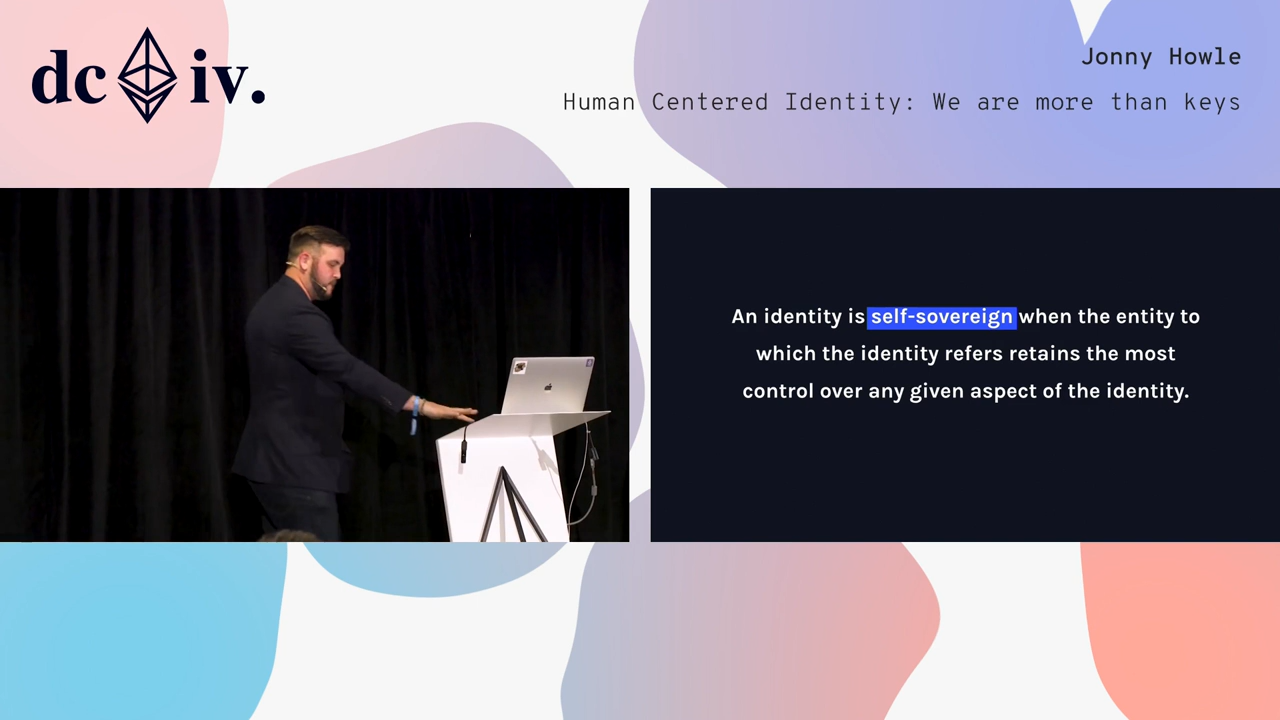 dc iv.
Jonny Howle
Human Centered Identity: We are more than keys
An identity is self-sovereign when the entity to
which the identity refers retains the most
control over any given aspect of the identity.